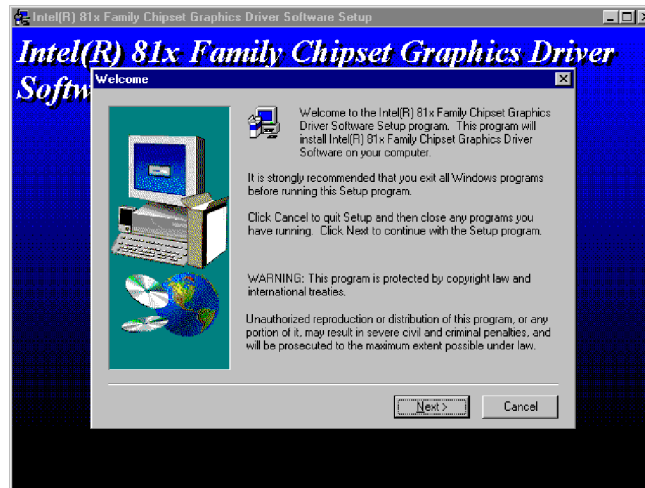 Intel(R) 81x Family Chipset Graphics Driver Software Setup
Intel(R) 81x Family Chipset Graphics Driver
Softw
Welcome
Welcome to the Intel(R) 81x Family Chipset Graphics
Driver Software Setup program. This program will
install Intel(R) 81x Family Chipset Graphics Driver
Software on your computer.
It is strongly recommended that you exit all Windows programs
before running this Setup program.
Click Cancel to quit Setup and then close any programs you
have running. Click Next to continue with the Setup program.
WARNING: This program is protected by copyright law and
international treaties.
Unauthorized reproduction or distribution of this program, or any
portion of it, may result in severe civil and criminal penalties, and
will be prosecuted to the maximum extent possible under law.
Next >
Cancel